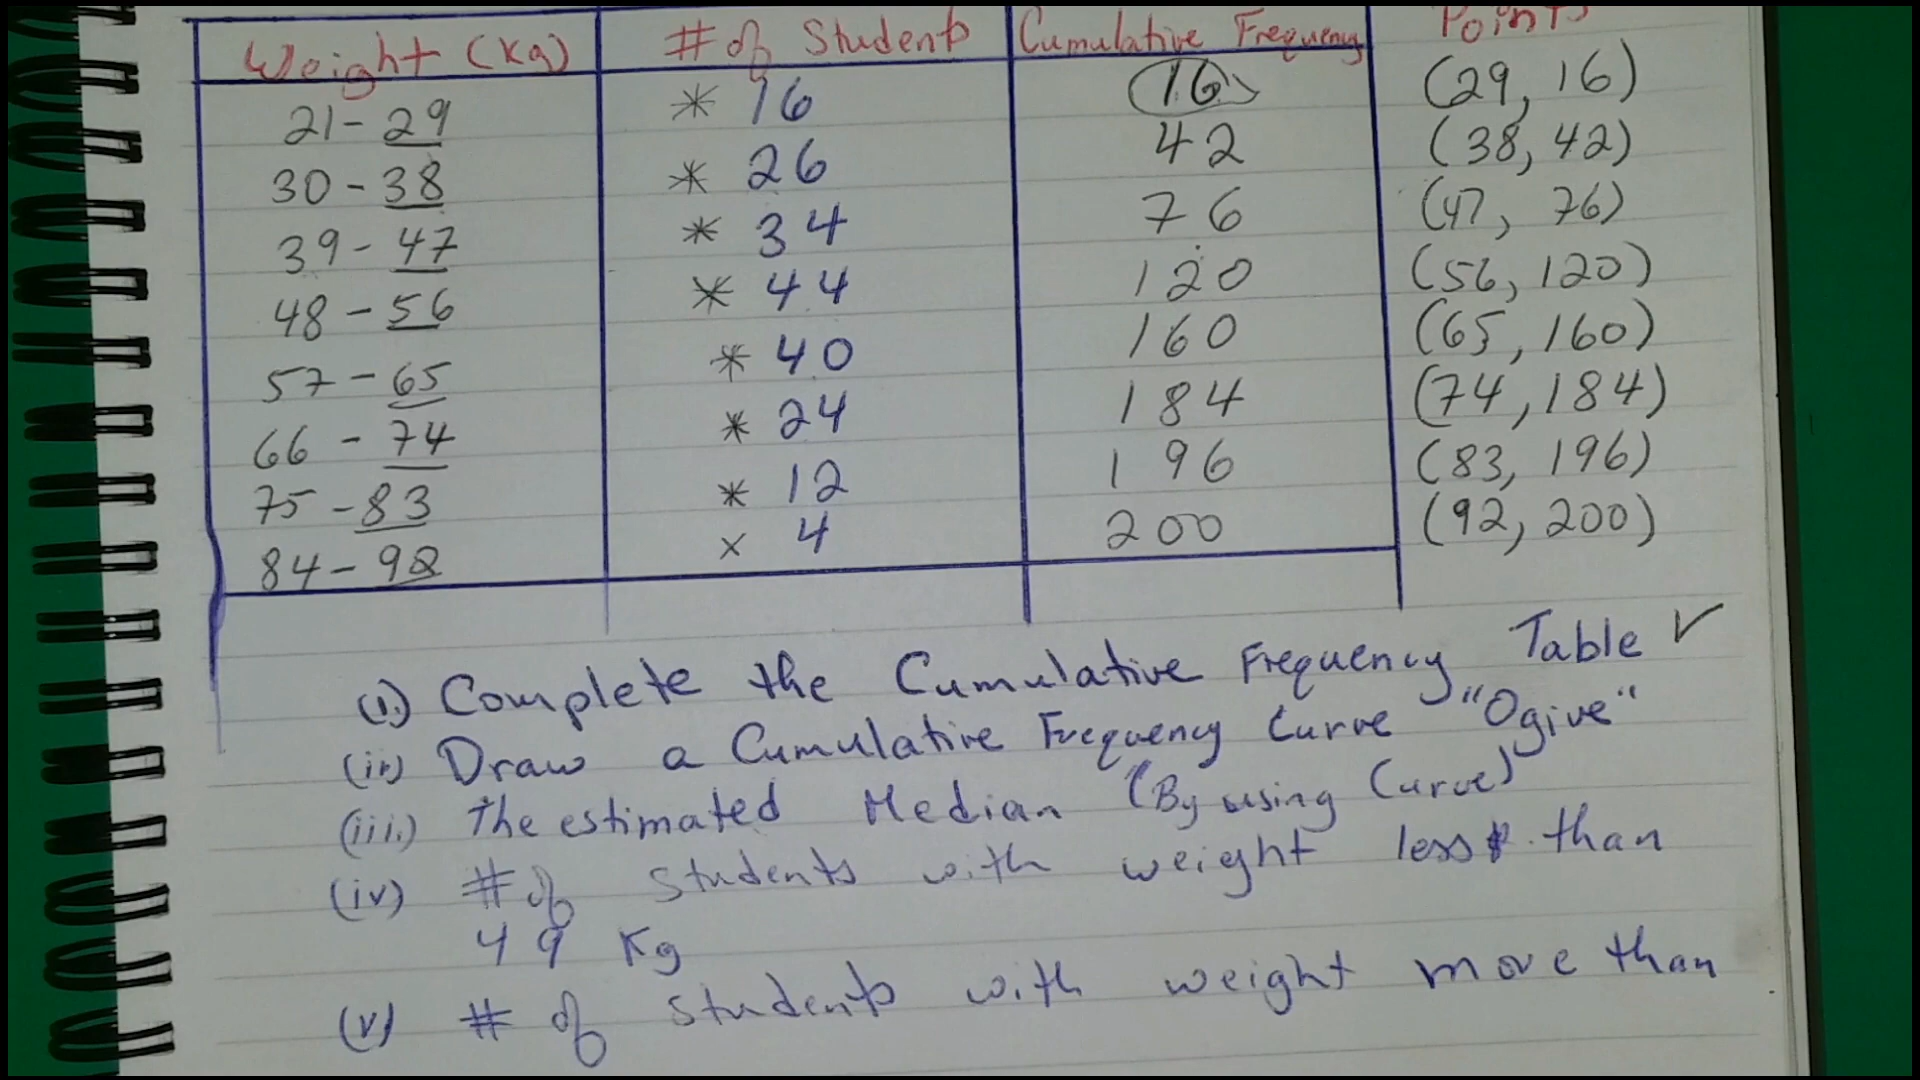 Weight (Kg) # of Students Cumulative Frequency Points
21-29 * 16 16 (29, 16)
30-38 * 26 42 (38, 42)
39-47 * 34 76 (47, 76)
48-56 * 44 120 (56, 120)
57-65 * 40 160 (65, 160)
66-74 * 24 184 (74, 184)
75-83 * 12 196 (83, 196)
84-92 x 4 200 (92, 200)
(i.) Complete the Cumulative Frequency Table ✓
(ii) Draw a Cumulative Frequency Curve "Ogive"
(iii.) The estimated Median (By using Curve)
(iv) # of students with weight less than
49 Kg
(v) # of students with weight more than